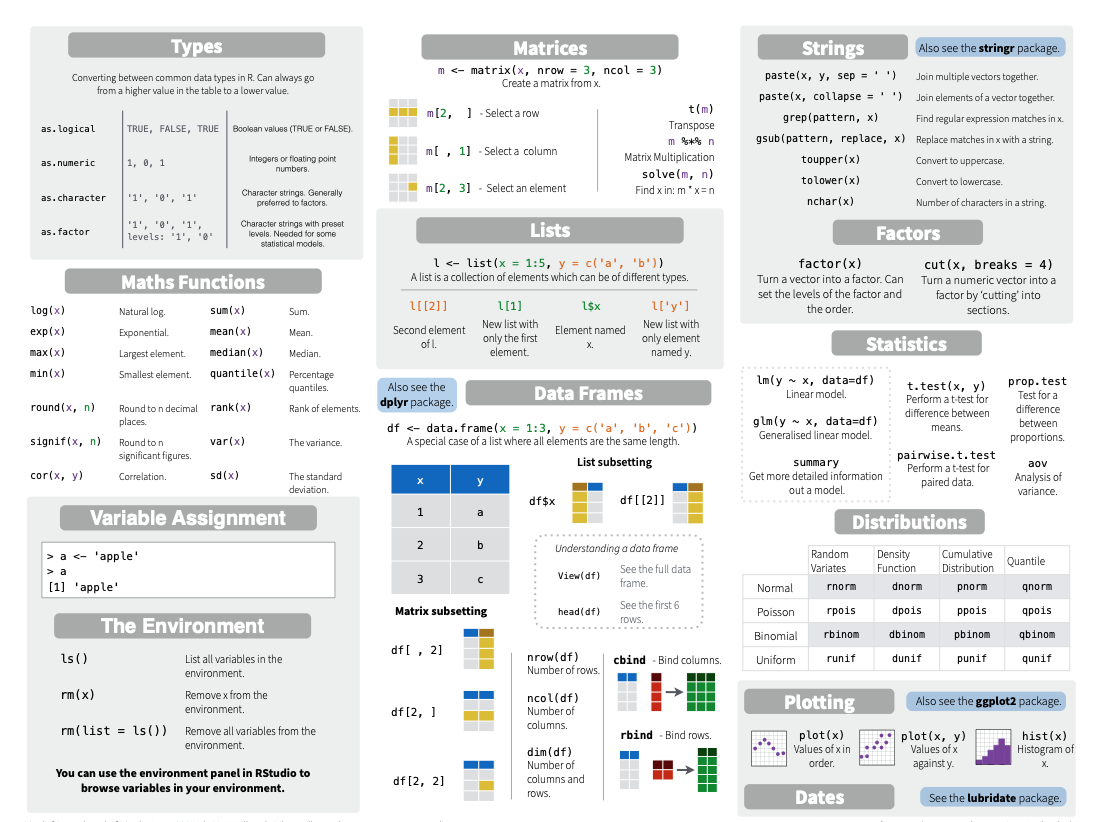 Types
Converting between common data types in R. Can always go
from a higher value in the table to a lower value.
as.logical
TRUE, FALSE, TRUE
Boolean values (TRUE or FALSE).
as.numeric
1, 0, 1
Integers or floating point
numbers.
as.character
'1', '0', '1'
Character strings. Generally
preferred to factors.
as.factor
'1', '0', '1',
levels: '1', '0'
Character strings with preset
levels. Needed for some
statistical models.
Maths Functions
log(x)
Natural log.
sum(x)
Sum.
exp(x)
Exponential.
mean(x)
Mean.
max(x)
Largest element.
median(x)
Median.
min(x)
Smallest element.
quantile(x)
Percentage
quantiles.
round(x, n)
Round to n decimal
places.
rank(x)
Rank of elements.
signif(x, n)
Round to n
significant figures.
var(x)
The variance.
cor(x, y)
Correlation.
sd(x)
The standard
deviation.
Variable Assignment
> a <- 'apple'
> a
[1] 'apple'
The Environment
ls()
List all variables in the
environment.
rm(x)
Remove x from the
environment.
rm(list = ls())
Remove all variables from the
environment.
You can use the environment panel in RStudio to
browse variables in your environment.
Matrices
m <- matrix(x, nrow = 3, ncol = 3)
Create a matrix from x.
m[2, ] - Select a row
m[ , 1] - Select a column
m[2, 3] - Select an element
t(m)
Transpose
m %*% n
Matrix Multiplication
solve(m, n)
Find x in: m * x = n
Lists
l <- list(x = 1:5, y = c('a', 'b'))
A list is a collection of elements which can be of different types.
l[[2]]
Second element
of l.
l[1]
New list with
only the first
element.
l$x
Element named
x.
l['y']
New list with
only element
named y.
Also see the
dplyr package.
Data Frames
df <- data.frame(x = 1:3, y = c('a', 'b', 'c'))
A special case of a list where all elements are the same length.
x y
1 a
2 b
3 c
List subsetting
df$x
df[[2]]
Understanding a data frame
View(df)
See the full data
frame.
head(df)
See the first 6
rows.
Matrix subsetting
df[ , 2]
df[2, ]
df[2, 2]
nrow(df)
Number of rows.
ncol(df)
Number of
columns.
dim(df)
Number of
columns and
rows.
cbind - Bind columns.
rbind - Bind rows.
Strings
Also see the stringr package.
paste(x, y, sep = ' ')
Join multiple vectors together.
paste(x, collapse = ' ')
Join elements of a vector together.
grep(pattern, x)
Find regular expression matches in x.
gsub(pattern, replace, x)
Replace matches in x with a string.
toupper(x)
Convert to uppercase.
tolower(x)
Convert to lowercase.
nchar(x)
Number of characters in a string.
Factors
factor(x)
Turn a vector into a factor. Can
set the levels of the factor and
the order.
cut(x, breaks = 4)
Turn a numeric vector into a
factor by ‘cutting’ into
sections.
Statistics
lm(y ~ x, data=df)
Linear model.
glm(y ~ x, data=df)
Generalised linear model.
summary
Get more detailed information
out a model.
t.test(x, y)
Perform a t-test for
difference between
means.
pairwise.t.test
Perform a t-test for
paired data.
prop.test
Test for a
difference
between
proportions.
aov
Analysis of
variance.
Distributions
Random
Variates
Density
Function
Cumulative
Distribution
Quantile
Normal rnorm dnorm pnorm qnorm
Poisson rpois dpois ppois qpois
Binomial rbinom dbinom pbinom qbinom
Uniform runif dunif punif qunif
Plotting
Also see the ggplot2 package.
plot(x)
Values of x in
order.
plot(x, y)
Values of x
against y.
hist(x)
Histogram of
x.
Dates
See the lubridate package.